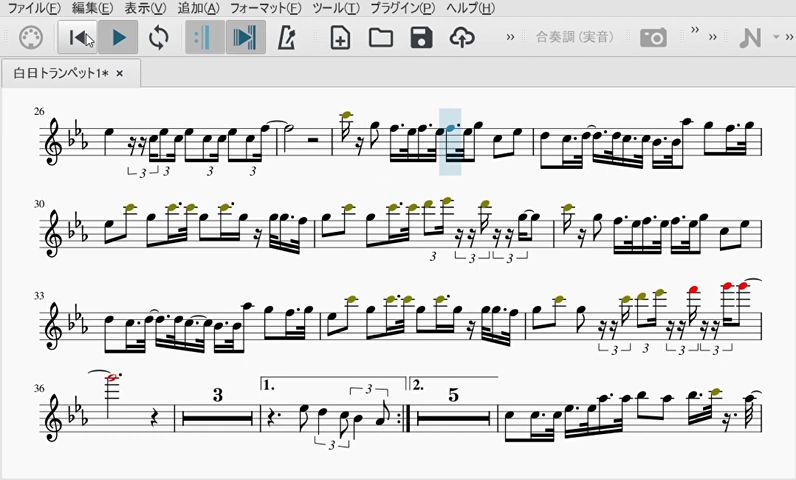 ファイル(F) 編集(E) 表示(V) 追加(A) フォーマット(F) ツール(T) プラグイン(P) ヘルプ(H)
合奏調 (実音)
白日トランペット1* ×
26
3 3 3 3
30
3 3 3
33
3 3 3 3
36
3 1. 3 3 2. 5